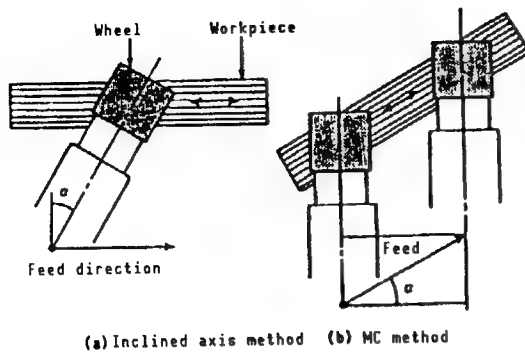 Wheel
Workpiece
α
Feed direction
Feed
α
(a) Inclined axis method (b) MC method